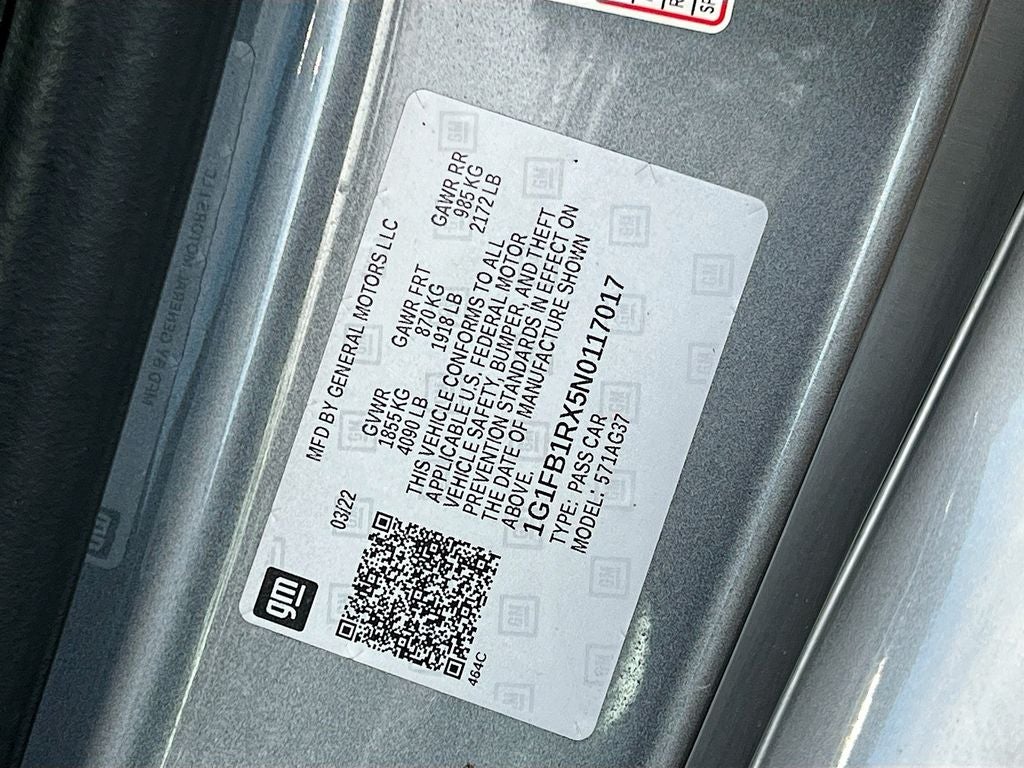 gm
03/22
MFD BY GENERAL MOTORS LLC
GVWR GAWR FRT GAWR RR
1855 KG 870 KG 985 KG
4090 LB 1918 LB 2172 LB
THIS VEHICLE CONFORMS TO ALL
APPLICABLE U.S. FEDERAL MOTOR
VEHICLE SAFETY, BUMPER, AND THEFT
PREVENTION STANDARDS IN EFFECT ON
THE DATE OF MANUFACTURE SHOWN
ABOVE.
1G1FB1RX5N0117017
TYPE: PASS CAR
MODEL: 571AG37
464C